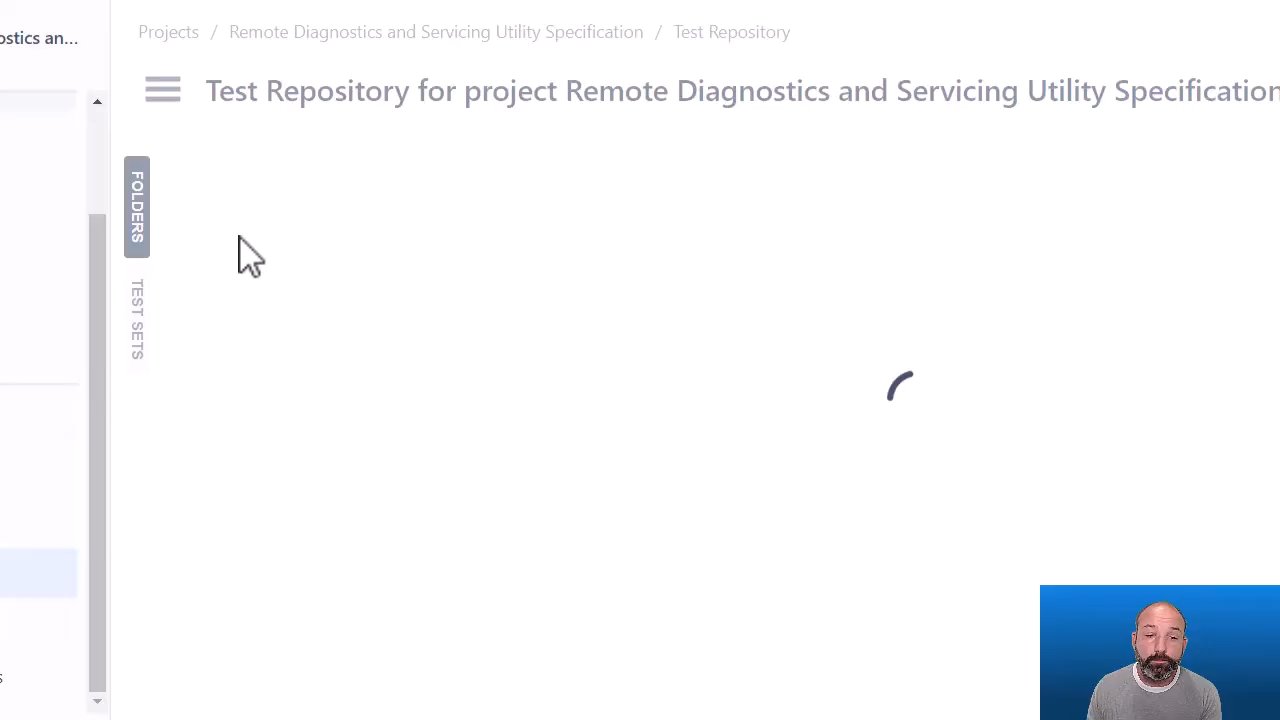 ostics an...
Projects / Remote Diagnostics and Servicing Utility Specification / Test Repository
Test Repository for project Remote Diagnostics and Servicing Utility Specification
FOLDERS
TEST SETS
s